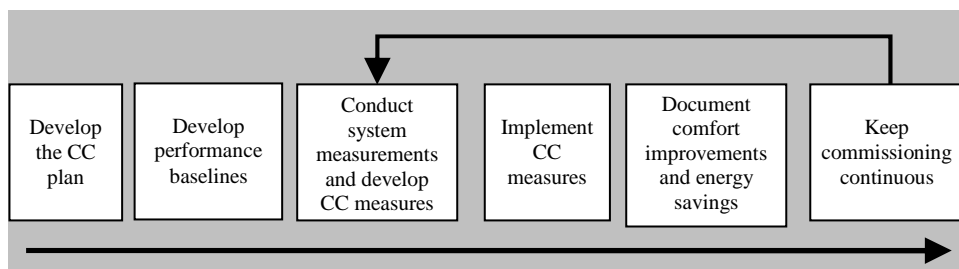 Develop
the CC
plan
Develop
performance
baselines
Conduct
system
measurements
and develop
CC measures
Implement
CC
measures
Document
comfort
improvements
and energy
savings
Keep
commissioning
continuous